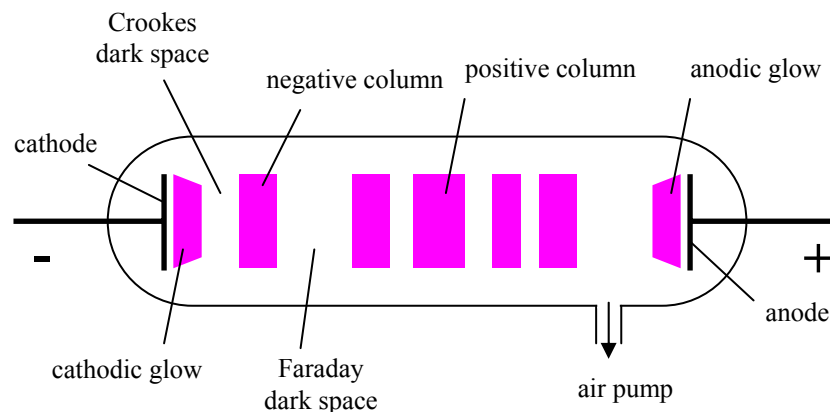 Crookes
dark space
negative column
positive column
anodic glow
cathode
-
+
anode
cathodic glow
Faraday
dark space
air pump